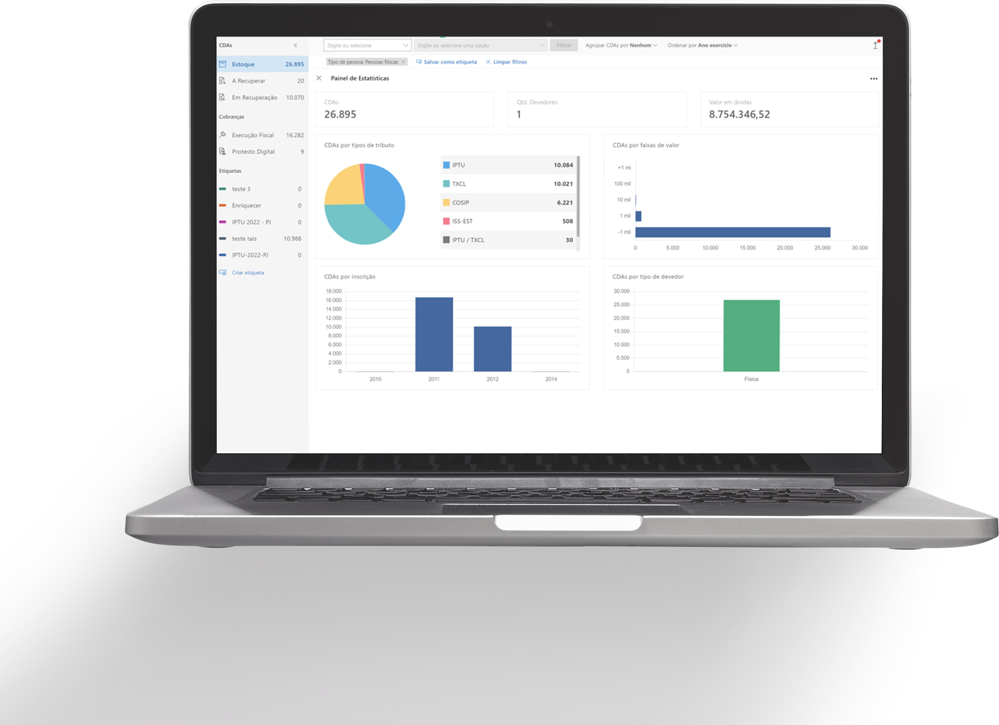 CDAs
Digite ou selecione
Digite ou selecione uma opção
Filtrar
Agrupar CDAs por Nenhum
Ordenar por Ano exercício
Tipo de pessoa: Pessoas físicas ×
Salvar como etiqueta
Limpar filtros
Estoque 26.895
A Recuperar 20
Em Recuperação 10.070
Cobranças
Execução Fiscal 16.282
Protesto Digital 9
Etiquetas
teste 3 0
Enriquecer 0
IPTU 2022 - PJ 0
teste tais 10.988
IPTU-2022-PJ 0
Criar etiqueta
Painel de Estatísticas
CDAs
26.895
Qtd. Devedores
1
Valor em dívidas
8.754.346,52
CDAs por tipos de tributo
IPTU 10.084
TXCL 10.021
COSIP 6.221
ISS-EST 508
IPTU / TXCL 30
CDAs por faixas de valor
+1 mi
100 mil
10 mil
1 mil
-1 mil
0 5.000 10.000 15.000 20.000 25.000 30.000
CDAs por inscrição
18.000
16.000
14.000
12.000
10.000
8.000
6.000
4.000
2.000
0
2010 2011 2012 2014
CDAs por tipo de devedor
30.000
25.000
20.000
15.000
10.000
5.000
0
Física